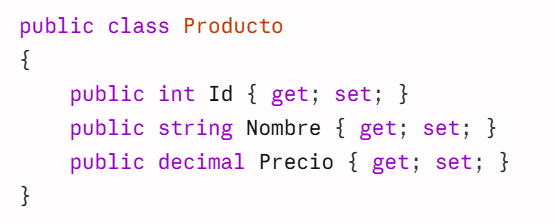 public class Producto
{
    public int Id { get; set; }
    public string Nombre { get; set; }
    public decimal Precio { get; set; }
}